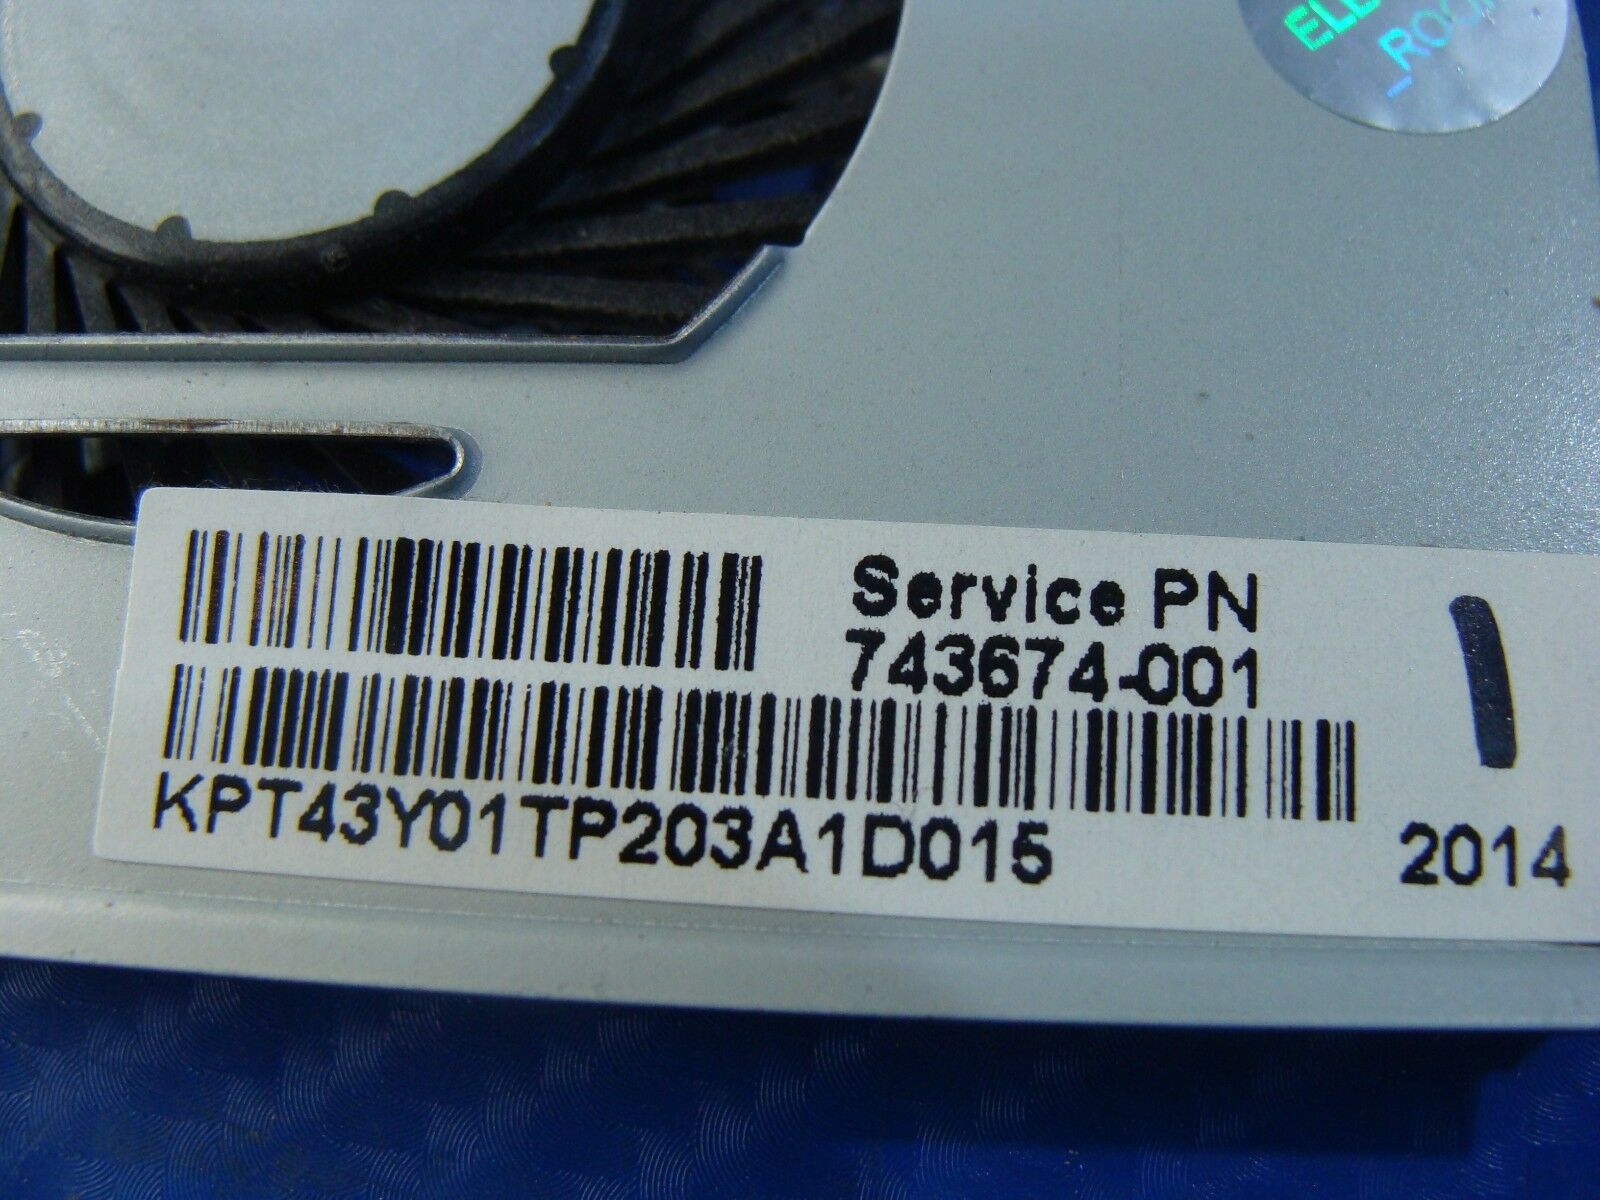 Service PN
743674-001
KPT43Y01TP203A1D015
2014